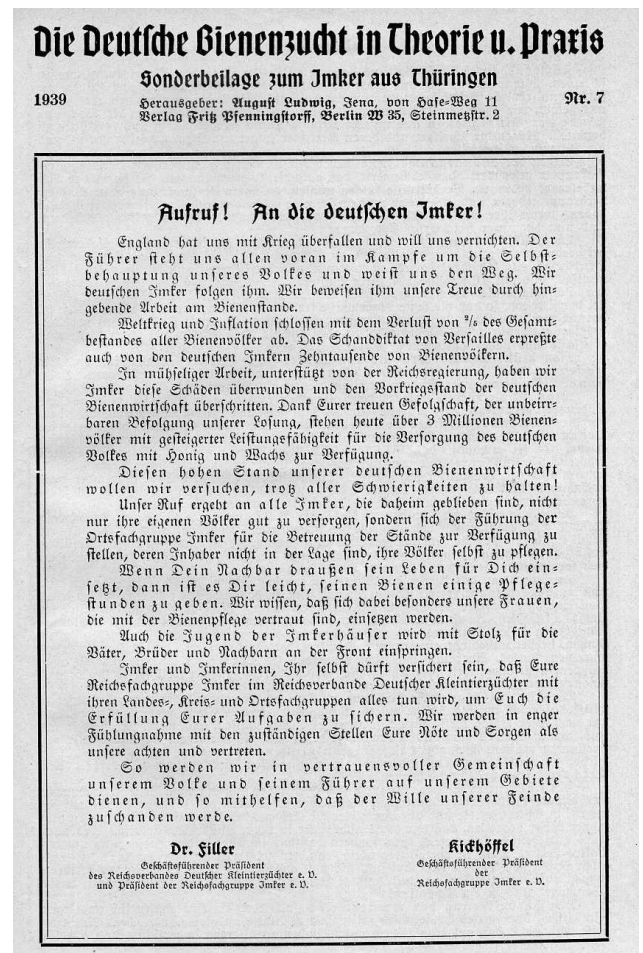 Die Deutsche Bienenzucht in Theorie u. Praxis
Sonderbeilage zum Imker aus Thüringen
1939
Herausgeber: August Ludwig, Jena, von Hase-Weg 11
Verlag Fritz Pfenningstorff, Berlin W 35, Steinmetzstr. 2
Nr. 7
Aufruf! An die deutschen Imker!
England hat uns mit Krieg überfallen und will uns vernichten. Der
Führer steht uns allen voran im Kampfe um die Selbst-
behauptung unseres Volkes und weist uns den Weg. Wir
deutschen Imker folgen ihm. Wir beweisen ihm unsere Treue durch hin-
gebende Arbeit am Bienenstande.
Weltkrieg und Inflation schlossen mit dem Verlust von 2/5 des Gesamt-
bestandes aller Bienenvölker ab. Das Schanddiktat von Versailles erpreßte
auch von den deutschen Imkern Zehntausende von Bienenvölkern.
In mühseliger Arbeit, unterstützt von der Reichsregierung, haben wir
Imker diese Schäden überwunden und den Vorkriegsstand der deutschen
Bienenwirtschaft überschritten. Dank Eurer treuen Gefolgschaft, der unbeirr-
baren Befolgung unserer Losung, stehen heute über 3 Millionen Bienen-
völker mit gesteigerter Leistungsfähigkeit für die Versorgung des deutschen
Volkes mit Honig und Wachs zur Verfügung.
Diesen hohen Stand unserer deutschen Bienenwirtschaft
wollen wir versuchen, trotz aller Schwierigkeiten zu halten!
Unser Ruf ergeht an alle Imker, die daheim geblieben sind, nicht
nur ihre eigenen Völker gut zu versorgen, sondern sich der Führung der
Ortsfachgruppe Imker für die Betreuung der Stände zur Verfügung zu
stellen, deren Inhaber nicht in der Lage sind, ihre Völker selbst zu pflegen.
Wenn Dein Nachbar draußen sein Leben für Dich ein-
setzt, dann ist es Dir leicht, seinen Bienen einige Pflege-
stunden zu geben. Wir wissen, daß sich dabei besonders unsere Frauen,
die mit der Bienenpflege vertraut sind, einsetzen werden.
Auch die Jugend der Imkerhäuser wird mit Stolz für die
Väter, Brüder und Nachbarn an der Front einspringen.
Imker und Imkerinnen, Ihr selbst dürft versichert sein, daß Eure
Reichsfachgruppe Imker im Reichsverbande Deutscher Kleintierzüchter mit
ihren Landes-, Kreis- und Ortsfachgruppen alles tun wird, um Euch die
Erfüllung Eurer Aufgaben zu sichern. Wir werden in enger
Fühlungnahme mit den zuständigen Stellen Eure Nöte und Sorgen als
unsere achten und vertreten.
So werden wir in vertrauensvoller Gemeinschaft
unserem Volke und seinem Führer auf unserem Gebiete
dienen, und so mithelfen, daß der Wille unserer Feinde
zuschanden werde.
Dr. Filler
Geschäftsführender Präsident
des Reichsverbandes Deutscher Kleintierzüchter e. V.
und Präsident der Reichsfachgruppe Imker e. V.
Kickhöffel
Geschäftsführender Präsident
der
Reichsfachgruppe Imker e. V.